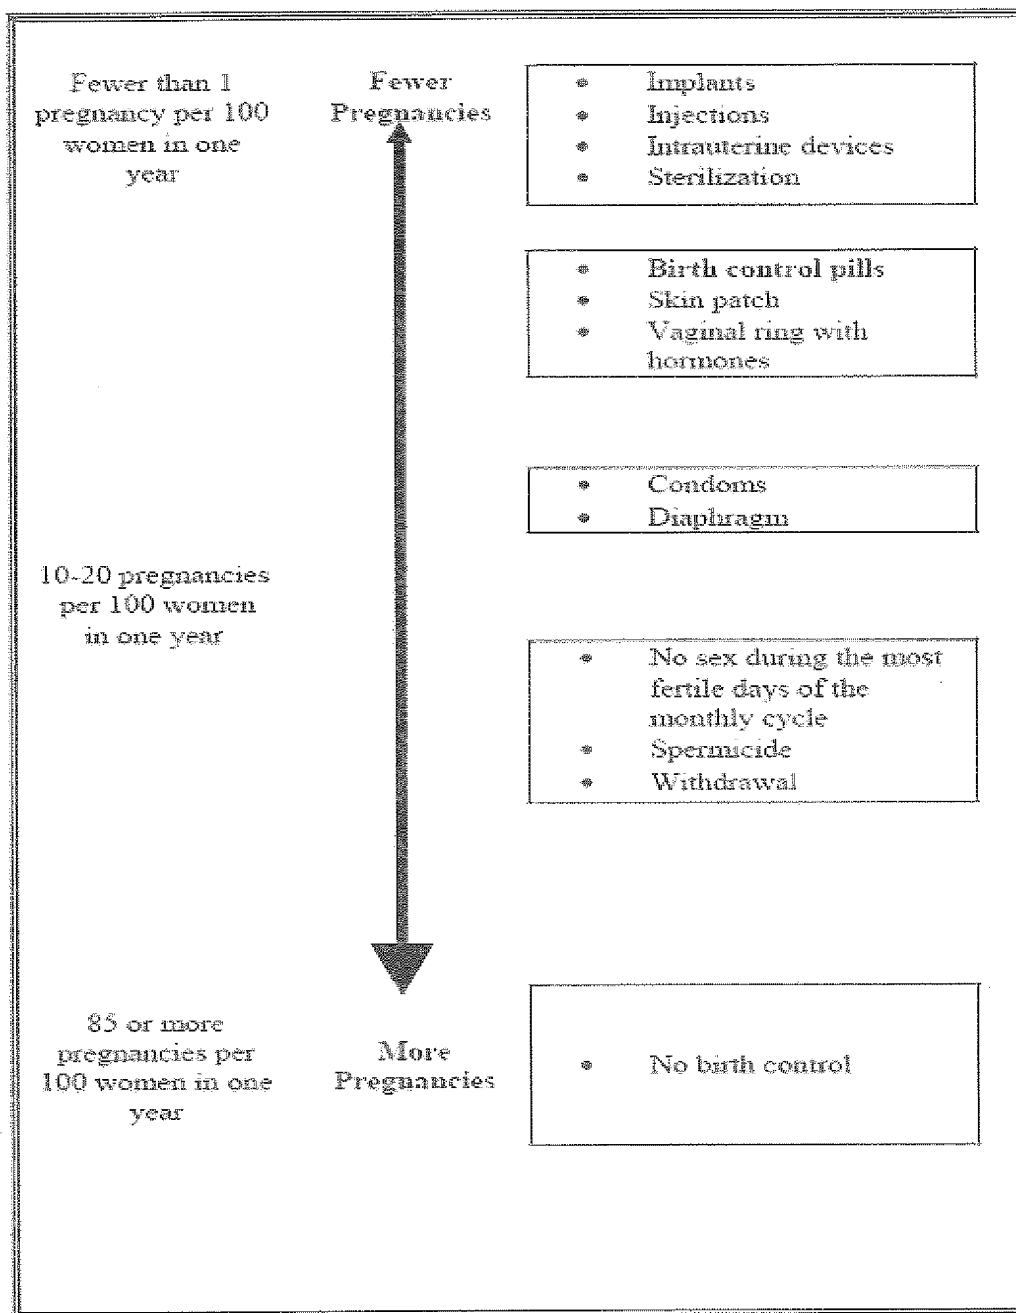 Fewer than 1
pregnancy per 100
women in one
year
Fewer
Pregnancies
• Implants
• Injections
• Intrauterine devices
• Sterilization
• Birth control pills
• Skin patch
• Vaginal ring with
hormones
• Condoms
• Diaphragm
10-20 pregnancies
per 100 women
in one year
• No sex during the most
fertile days of the
monthly cycle
• Spermicide
• Withdrawal
85 or more
pregnancies per
100 women in one
year
More
Pregnancies
• No birth control